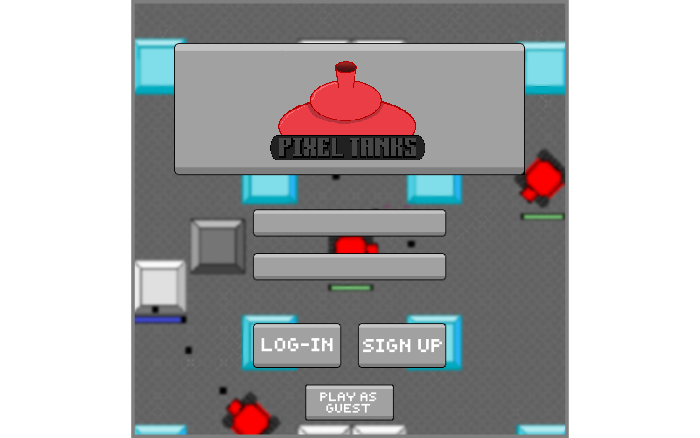 PIXEL TANKS
LOG-IN
SIGN UP
PLAY AS
GUEST